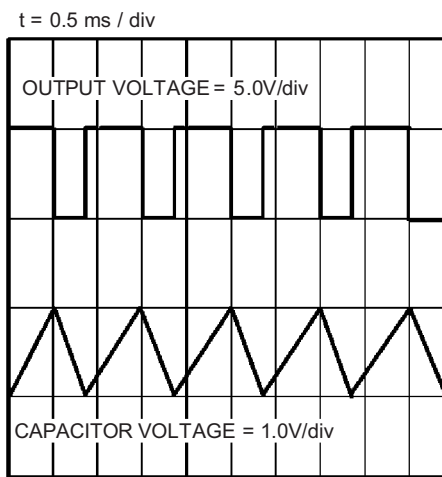 t = 0.5 ms / div
OUTPUT VOLTAGE = 5.0V/div
CAPACITOR VOLTAGE = 1.0V/div